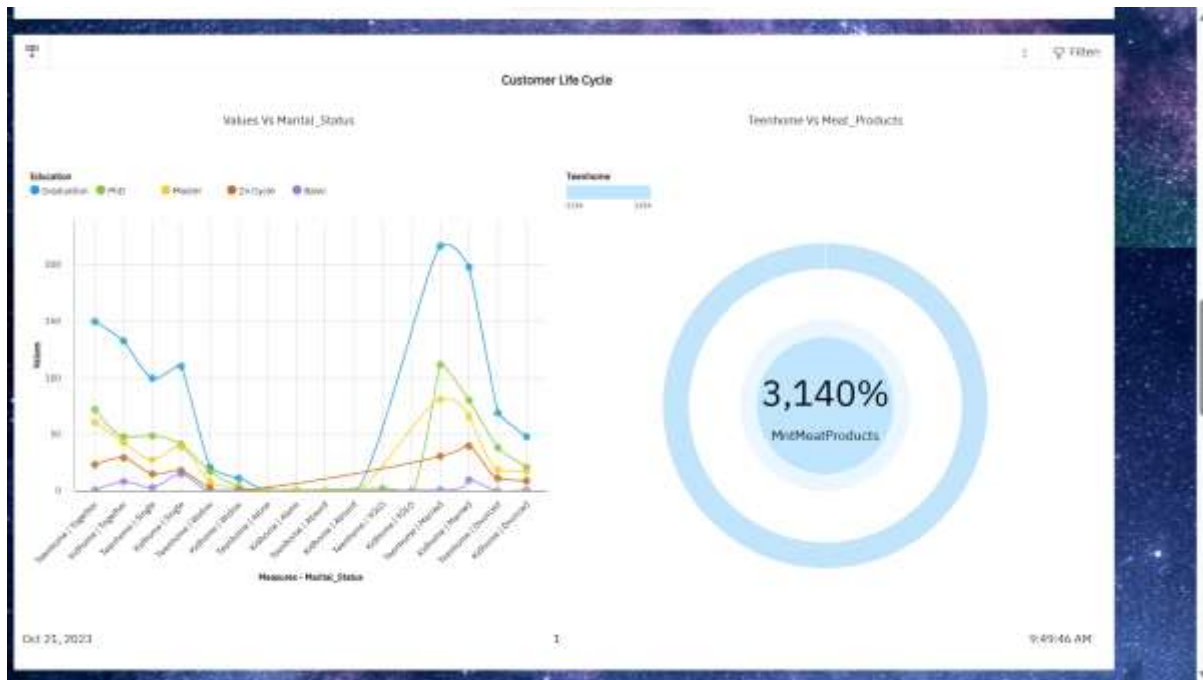 Filters
Customer Life Cycle
Values Vs Marital_Status
Teenhome Vs Meat_Products
Education
Graduation PhD Master 2n Cycle Basic
Teenhome
200
150
100
50
0
Values
Teenhome | Together
Kidhome | Together
Teenhome | Single
Kidhome | Single
Teenhome | Widow
Kidhome | Widow
Teenhome | Alone
Kidhome | Alone
Teenhome | Absurd
Kidhome | Absurd
Teenhome | YOLO
Kidhome | YOLO
Teenhome | Married
Kidhome | Married
Teenhome | Divorced
Kidhome | Divorced
Measures - Marital_Status
3,140%
MntMeatProducts
Oct 21, 2023
1
9:49:46 AM